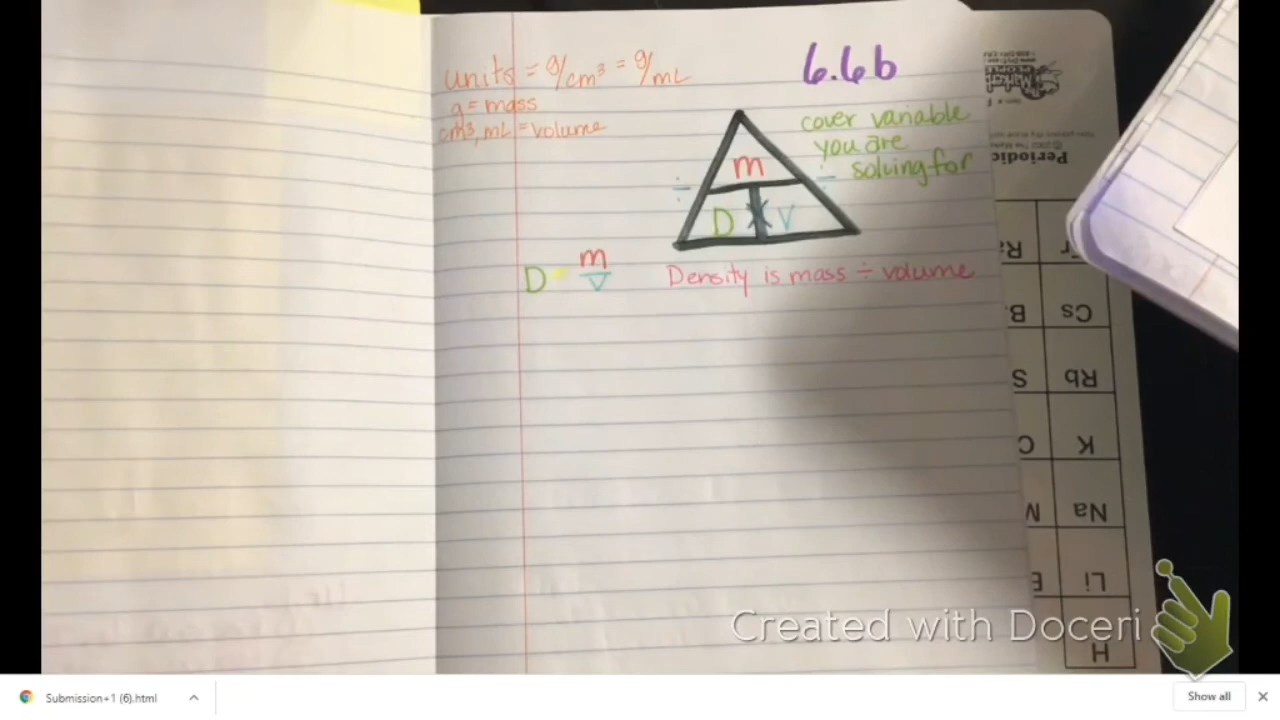 units = g/cm³ = g/mL
g = mass
cm³, mL = volume
6.6b
cover variable
you are
solving for
m
÷ ÷
D × V
D = m/V
Density is mass ÷ volume
Periodic
Cs
Rb
K
Na
Li
H
S
Created with Doceri
Submission+1 (6).html
Show all